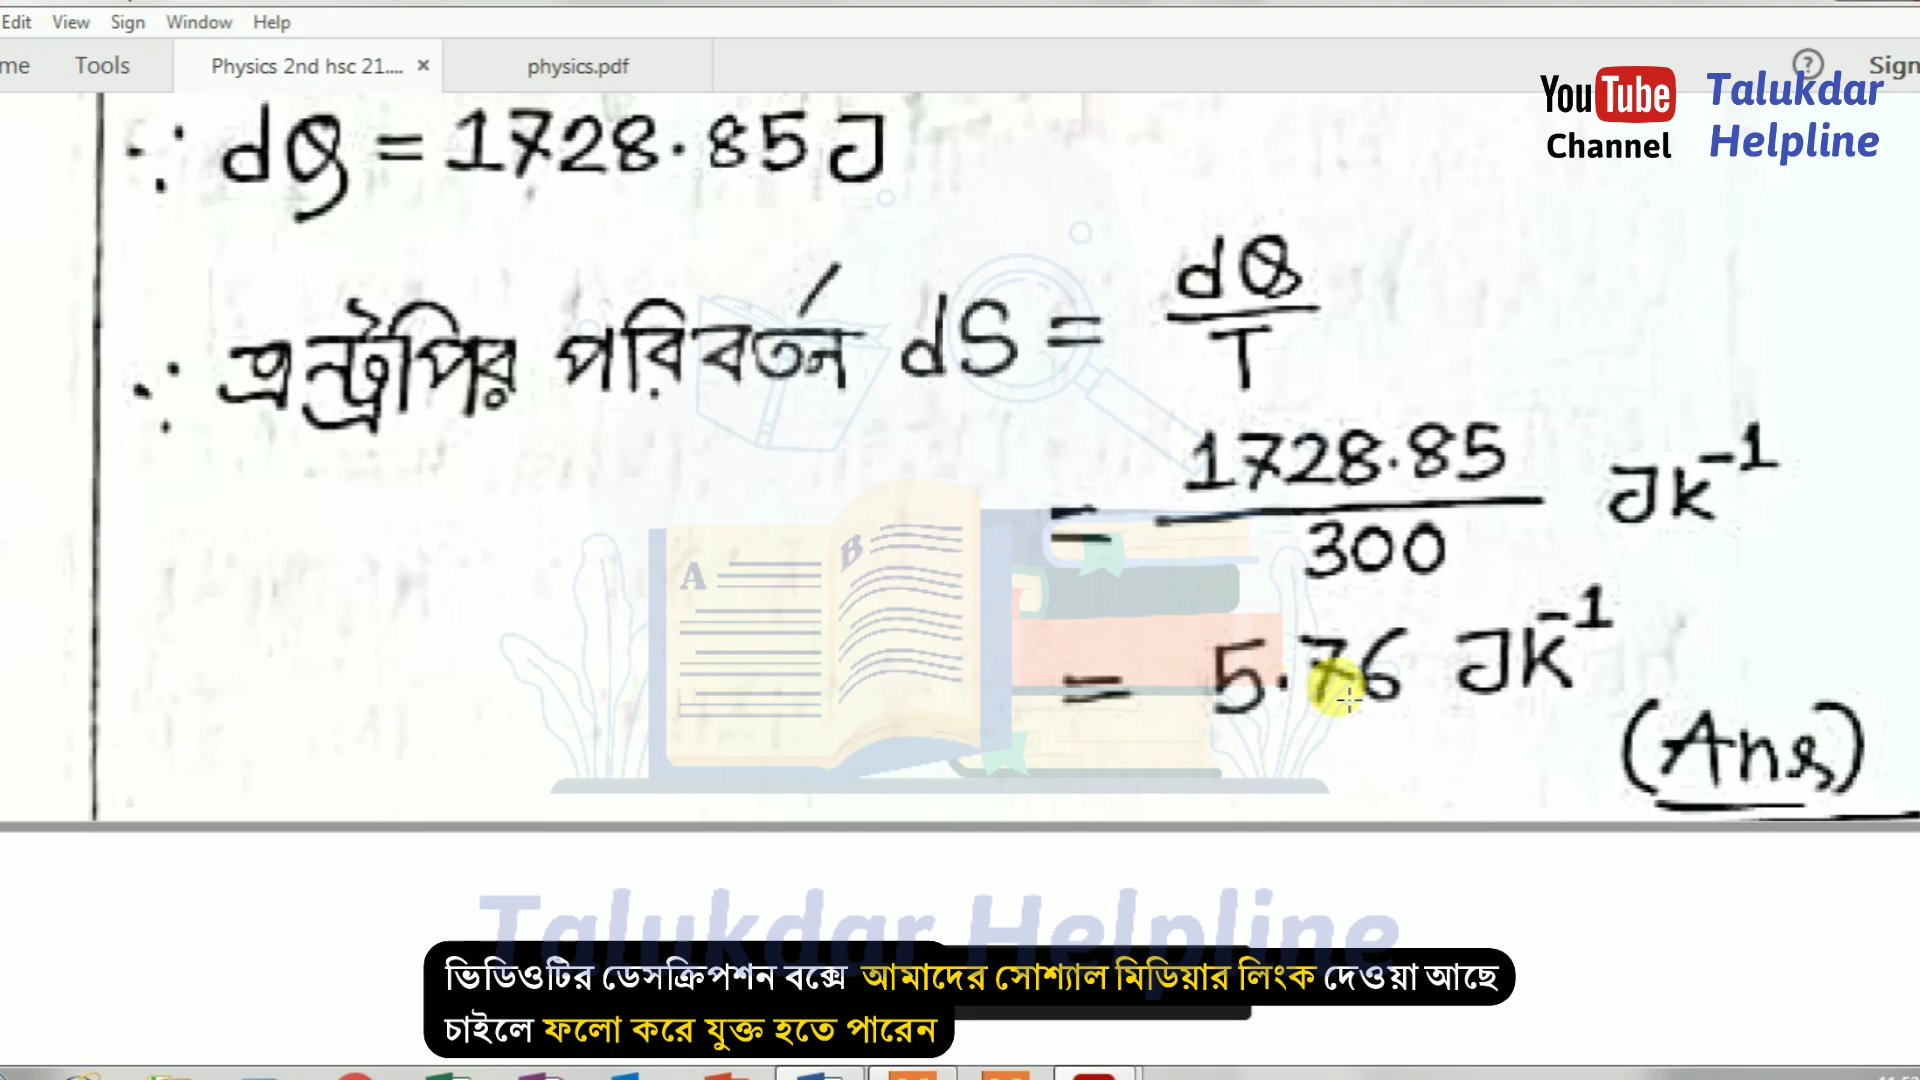 Edit View Sign Window Help
me Tools Physics 2nd hsc 21.... × physics.pdf ? Sign
YouTube Channel
Talukdar Helpline
∴ dQ = 1728.85 J
∴ এন্ট্রপির পরিবর্তন dS = dQ/T
= 1728.85/300 JK⁻¹
= 5.76 JK⁻¹
(Ans)
A B
Talukdar Helpline
ভিডিওটির ডেসক্রিপশন বক্সে আমাদের সোশ্যাল মিডিয়ার লিংক দেওয়া আছে
চাইলে ফলো করে যুক্ত হতে পারেন